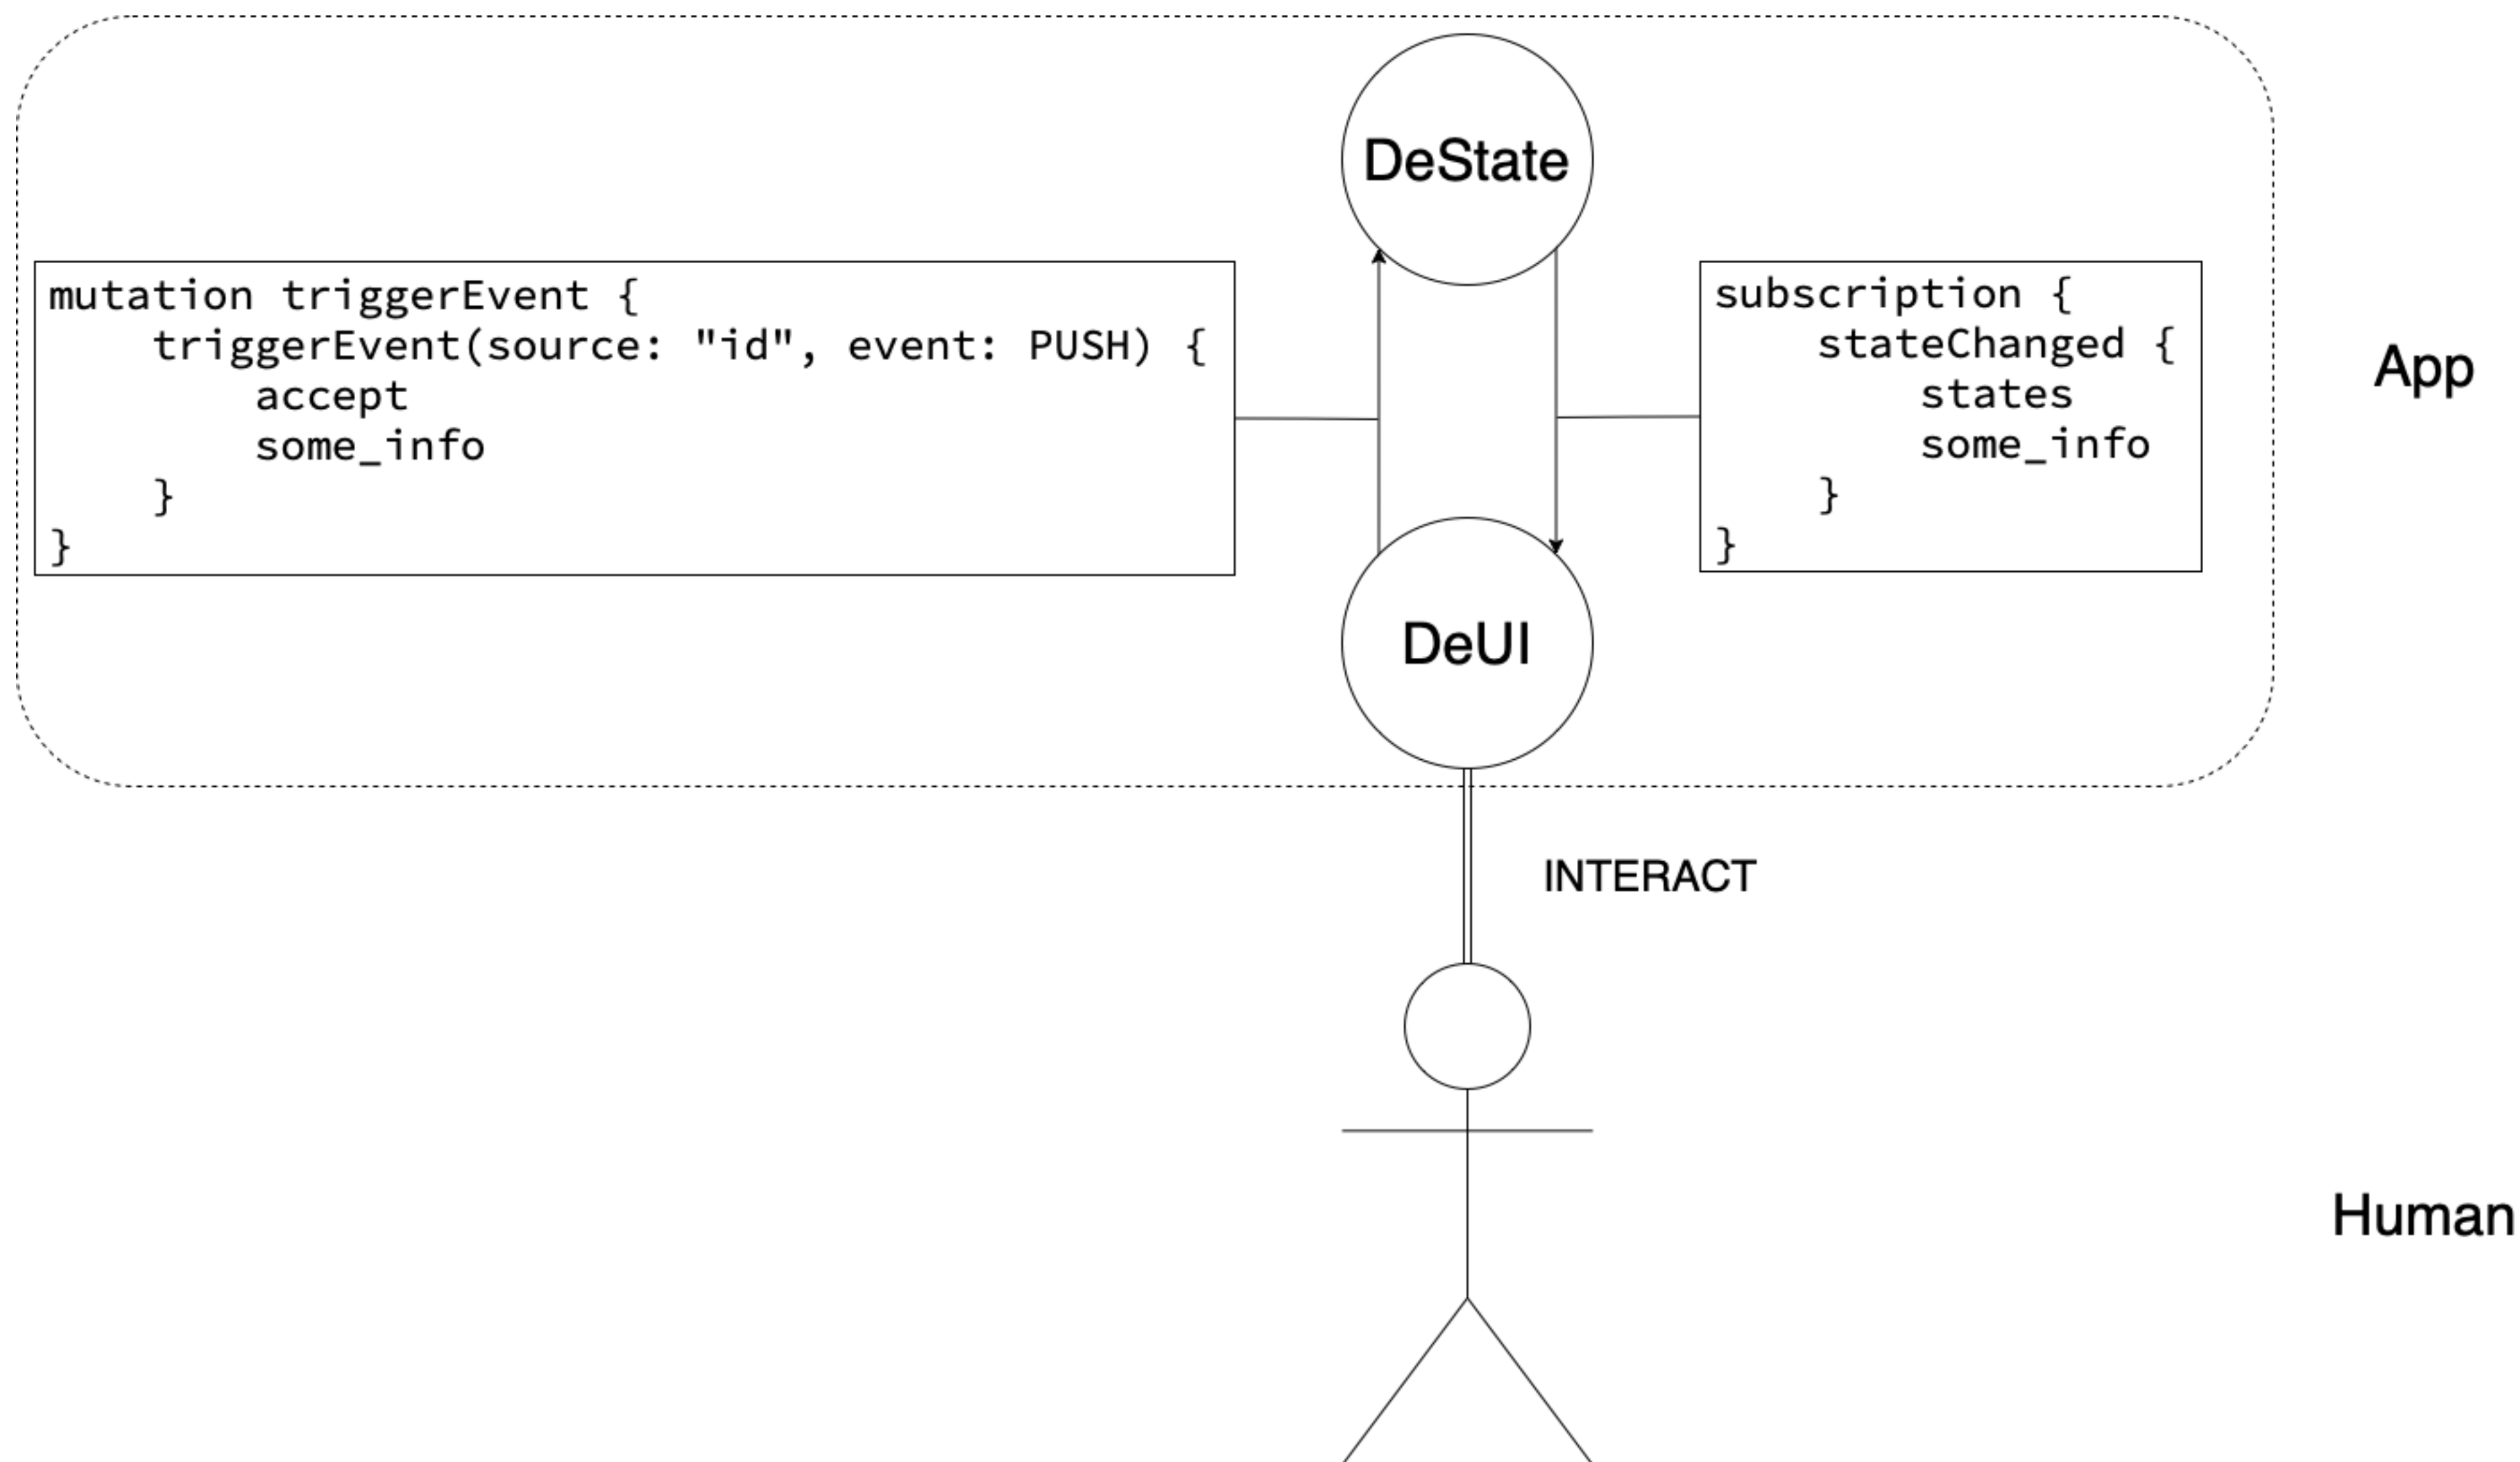 DeState
mutation triggerEvent {
    triggerEvent(source: "id", event: PUSH) {
        accept
        some_info
    }
}
subscription {
    stateChanged {
        states
        some_info
    }
}
App
DeUI
INTERACT
Human